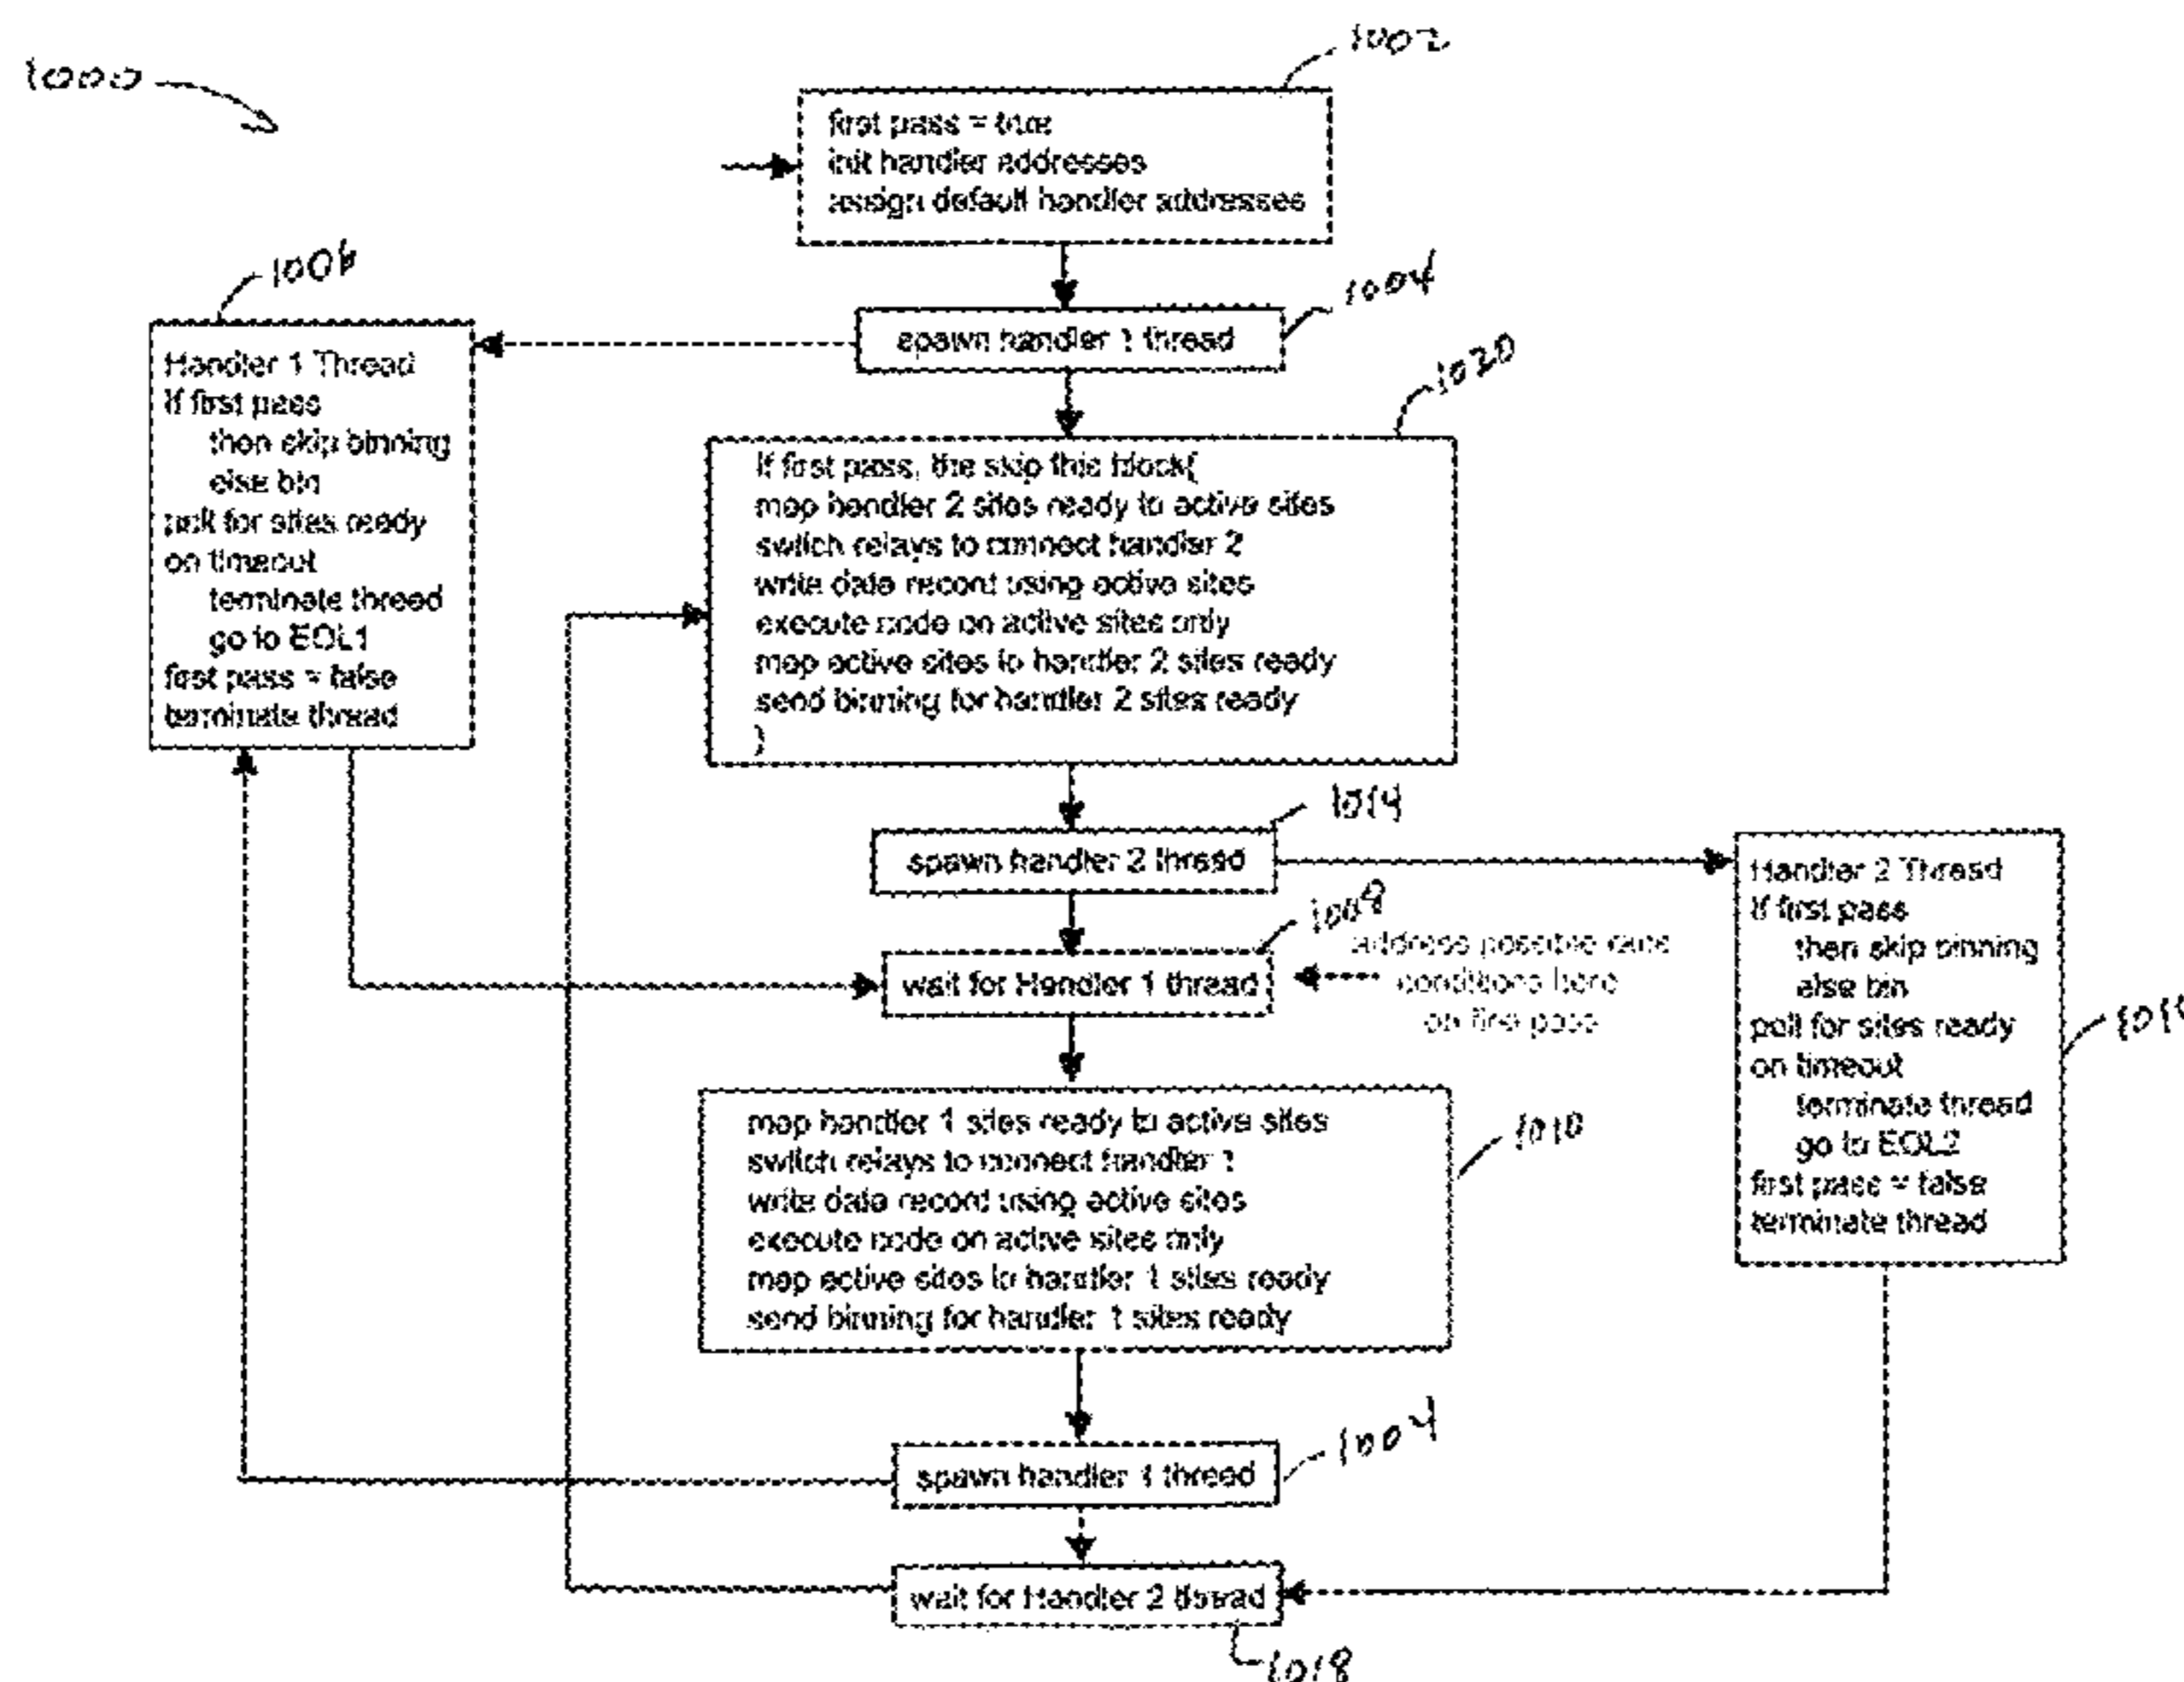 1000
1002
first pass = true
init handler addresses
assign default handler addresses
1006
1004
spawn handler 1 thread
Handler 1 Thread
if first pass
then skip binning
else bin
poll for sites ready
on timeout
terminate thread
go to EOL1
first pass = false
terminate thread
1020
if first pass, the skip this block{
map handler 2 sites ready to active sites
switch relays to connect handler 2
write data record using active sites
execute code on active sites only
map active sites to handler 2 sites ready
send binning for handler 2 sites ready
}
1014
spawn handler 2 thread
wait for Handler 1 thread
address possible race
conditions here
on fire pass
Handler 2 Thread
if first pass
then skip binning
else bin
poll for sites ready
on timeout
terminate thread
go to EOL2
first pass = false
terminate thread
map handler 1 sites ready to active sites
switch relays to connect handler 1
write data record using active sites
execute code on active sites only
map active sites to handler 1 sites ready
send binning for handler 1 sites ready
1010
spawn handler 1 thread
1004
wait for Handler 2 thread
1018